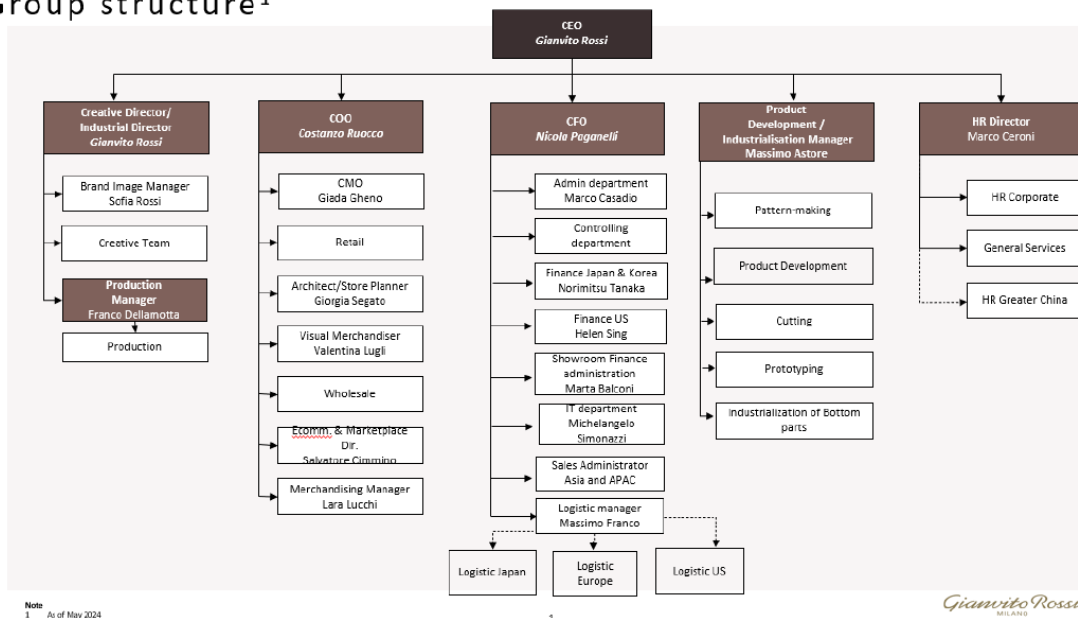 Group structure¹
CEO
Gianvito Rossi
Creative Director/
Industrial Director
Gianvito Rossi
Brand Image Manager
Sofia Rossi
Creative Team
Production
Manager
Franco Dellamotta
Production
COO
Costanzo Ruocco
CMO
Giada Gheno
Retail
Architect/Store Planner
Giorgia Segato
Visual Merchandiser
Valentina Lugli
Wholesale
Ecomm. & Marketplace
Dir.
Salvatore Cimmino
Merchandising Manager
Lara Lucchi
CFO
Nicola Paganelli
Admin department
Marco Casadio
Controlling
department
Finance Japan & Korea
Norimitsu Tanaka
Finance US
Helen Sing
Showroom Finance
administration
Marta Balconi
IT department
Michelangelo
Simonazzi
Sales Administrator
Asia and APAC
Logistic manager
Massimo Franco
Logistic Japan
Logistic
Europe
Logistic US
Product
Development /
Industrialisation Manager
Massimo Astore
Pattern-making
Product Development
Cutting
Prototyping
Industrialization of Bottom
parts
HR Director
Marco Ceroni
HR Corporate
General Services
HR Greater China
Note
1 As of May 2024
Gianvito Rossi
MILANO